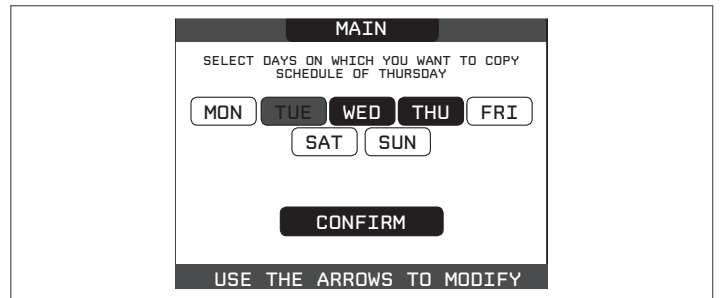 MAIN
SELECT DAYS ON WHICH YOU WANT TO COPY
SCHEDULE OF THURSDAY
MON TUE WED THU FRI
SAT SUN
CONFIRM
USE THE ARROWS TO MODIFY